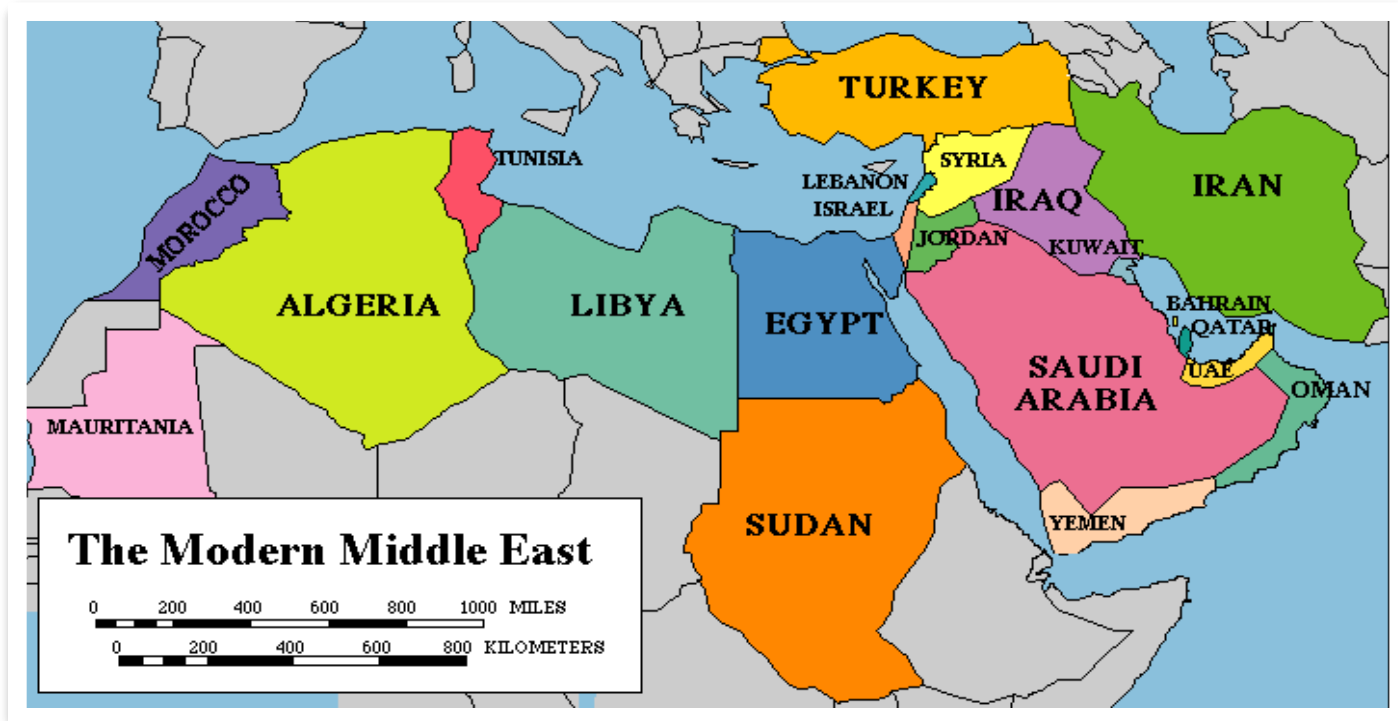 TURKEY
TUNISIA
SYRIA
LEBANON
ISRAEL
IRAQ
IRAN
MOROCCO
JORDAN
KUWAIT
ALGERIA
LIBYA
EGYPT
BAHRAIN
QATAR
SAUDI
ARABIA
UAE
OMAN
MAURITANIA
SUDAN
YEMEN
The Modern Middle East
0 200 400 600 800 1000 MILES
0 200 400 600 800 KILOMETERS